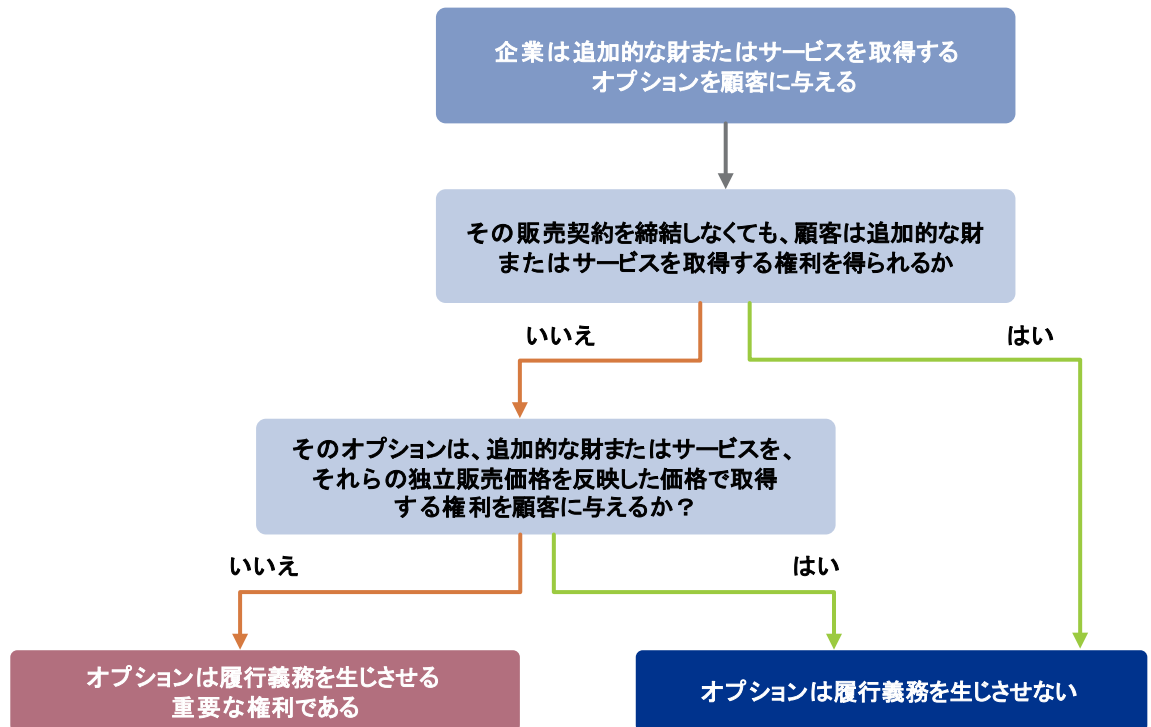 企業は追加的な財またはサービスを取得する
オプションを顧客に与える
その販売契約を締結しなくても、顧客は追加的な財
またはサービスを取得する権利を得られるか
いいえ
はい
そのオプションは、追加的な財またはサービスを、
それらの独立販売価格を反映した価格で取得
する権利を顧客に与えるか？
いいえ
はい
オプションは履行義務を生じさせる
重要な権利である
オプションは履行義務を生じさせない